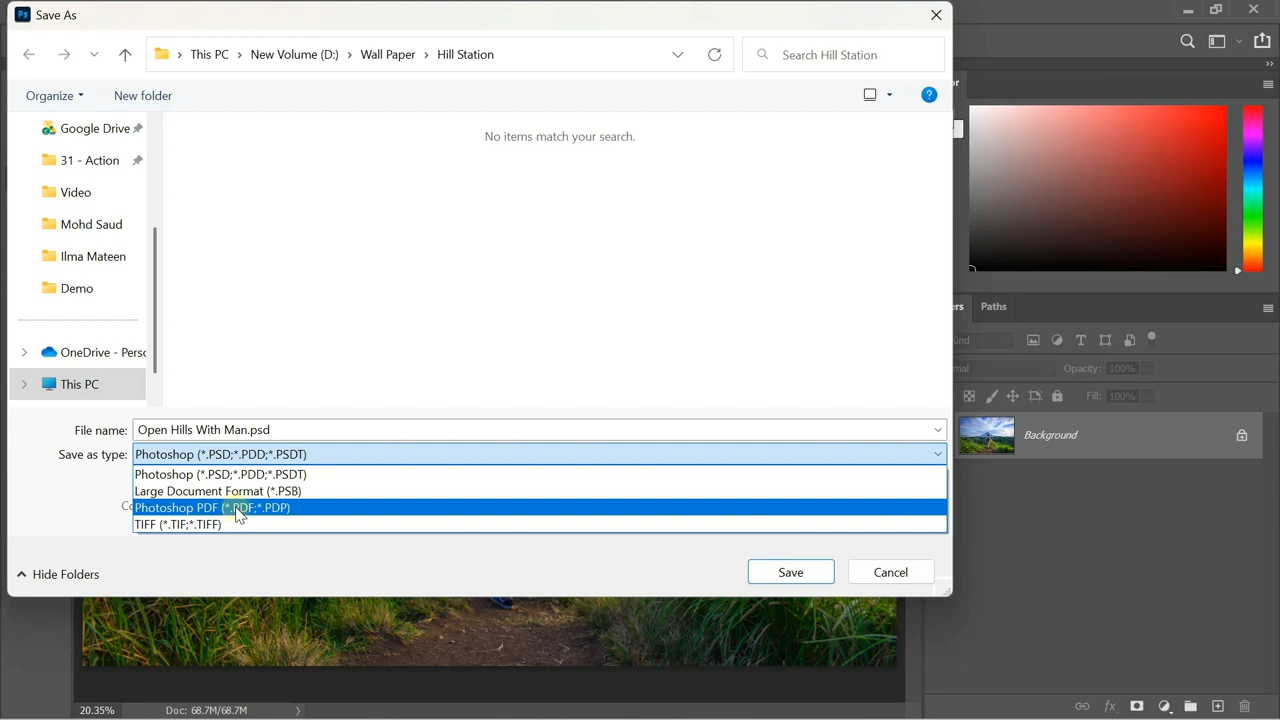 Save As
This PC > New Volume (D:) > Wall Paper > Hill Station
Search Hill Station
Organize
New folder
Google Drive
31 - Action
Video
Mohd Saud
Ilma Mateen
Demo
OneDrive - Perso
This PC
No items match your search.
File name: Open Hills With Man.psd
Save as type: Photoshop (*.PSD;*.PDD;*.PSDT)
Photoshop (*.PSD;*.PDD;*.PSDT)
Large Document Format (*.PSB)
Photoshop PDF (*.PDF;*.PDP)
TIFF (*.TIF;*.TIFF)
Hide Folders
Save
Cancel
Paths
Opacity: 100%
Fill: 100%
Background
20.35%
Doc: 68.7M/68.7M